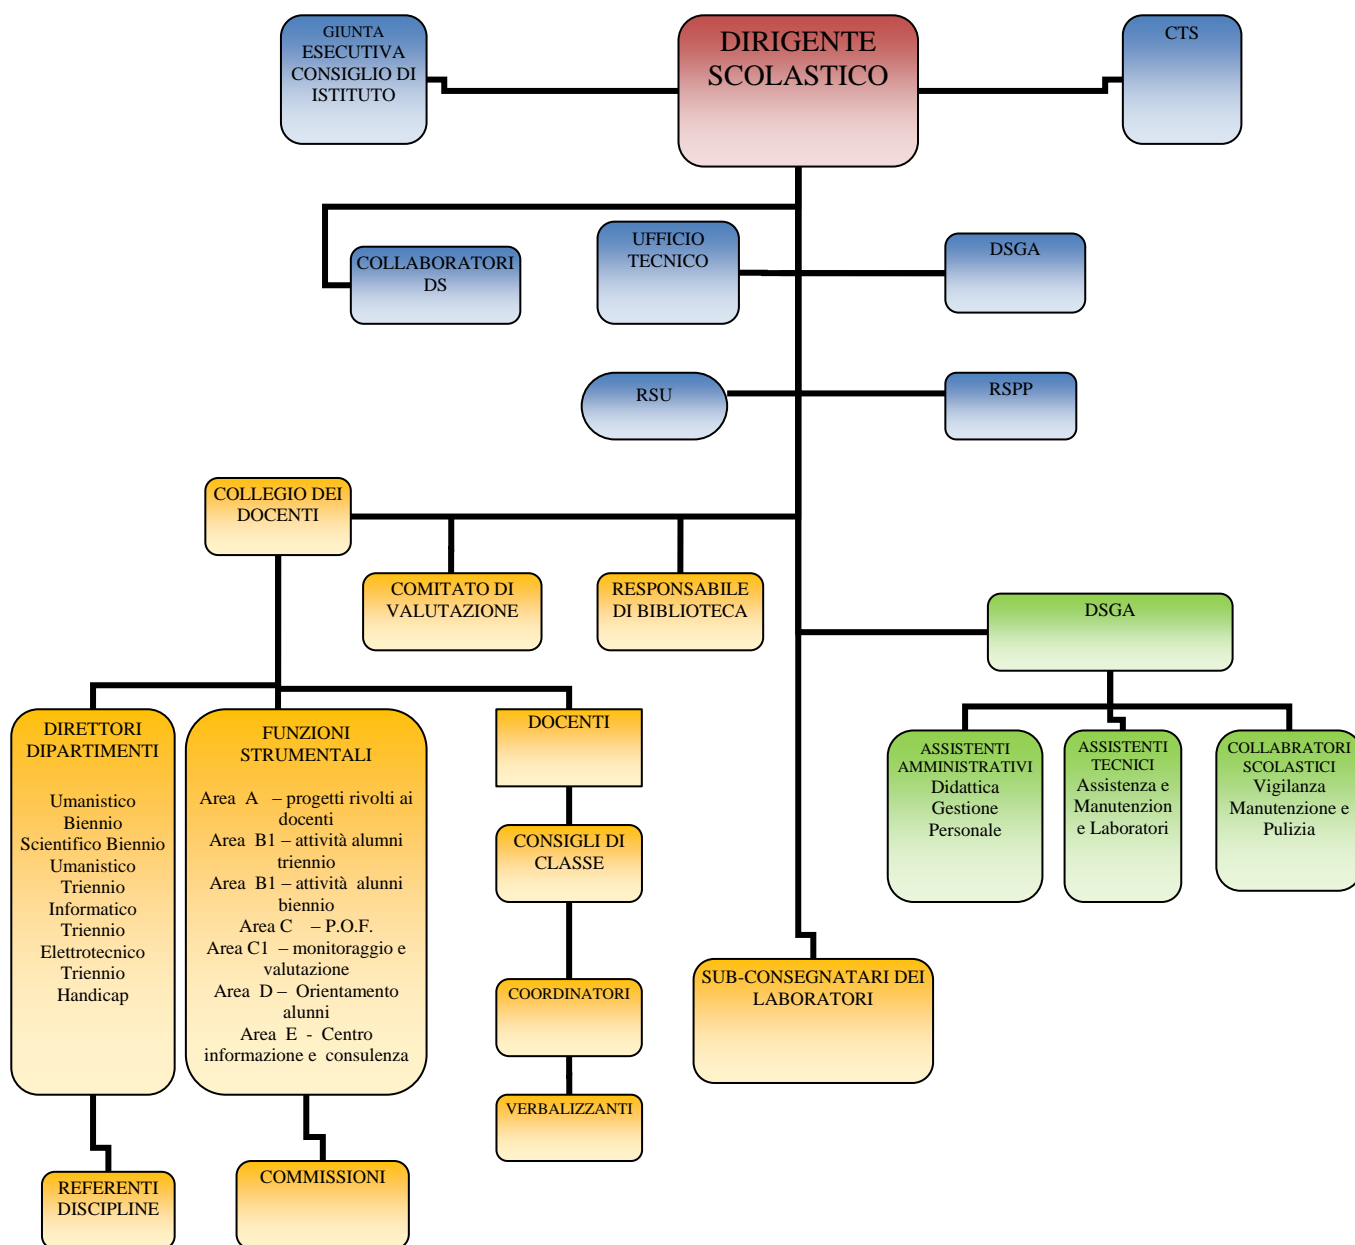 GIUNTA
ESECUTIVA
CONSIGLIO DI
ISTITUTO
DIRIGENTE
SCOLASTICO
CTS
COLLABORATORI
DS
UFFICIO
TECNICO
DSGA
RSU
RSPP
COLLEGIO DEI
DOCENTI
COMITATO DI
VALUTAZIONE
RESPONSABILE
DI BIBLIOTECA
DSGA
DIRETTORI
DIPARTIMENTI
Umanistico
Biennio
Scientifico Biennio
Umanistico
Triennio
Informatico
Triennio
Elettrotecnico
Triennio
Handicap
FUNZIONI
STRUMENTALI
Area A – progetti rivolti ai
docenti
Area B1 – attività alumni
triennio
Area B1 – attività alunni
biennio
Area C – P.O.F.
Area C1 – monitoraggio e
valutazione
Area D – Orientamento
alunni
Area E - Centro
informazione e consulenza
DOCENTI
CONSIGLI DI
CLASSE
COORDINATORI
VERBALIZZANTI
ASSISTENTI
AMMINISTRATIVI
Didattica
Gestione
Personale
ASSISTENTI
TECNICI
Assistenza e
Manutenzion
e Laboratori
COLLABRATORI
SCOLASTICI
Vigilanza
Manutenzione e
Pulizia
SUB-CONSEGNATARI DEI
LABORATORI
REFERENTI
DISCIPLINE
COMMISSIONI